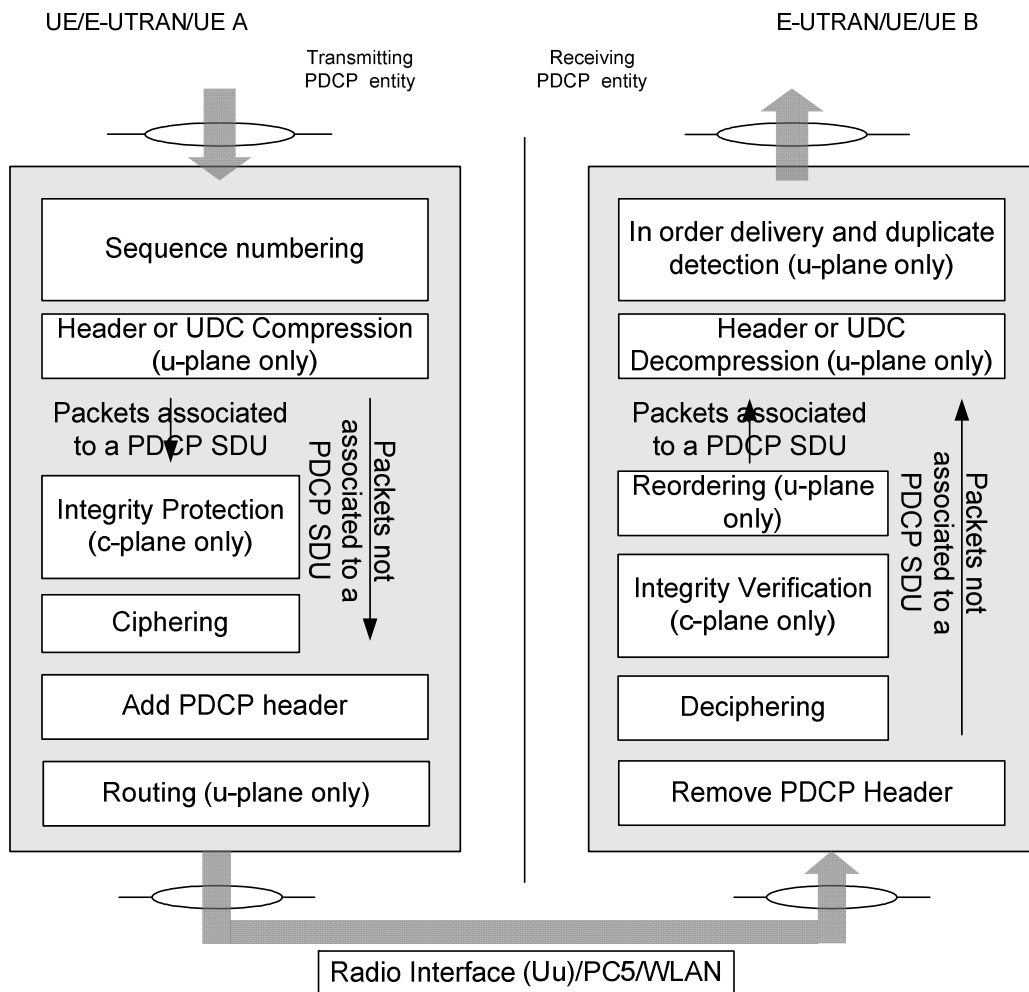 UE/E-UTRAN/UE A
E-UTRAN/UE/UE B
Transmitting
PDCP entity
Receiving
PDCP entity
Sequence numbering
Header or UDC Compression
(u-plane only)
Packets associated
to a PDCP SDU
Packets not
associated to a
PDCP SDU
Integrity Protection
(c-plane only)
Ciphering
Add PDCP header
Routing (u-plane only)
In order delivery and duplicate
detection (u-plane only)
Header or UDC
Decompression (u-plane only)
Packets associated
to a PDCP SDU
Reordering (u-plane
only)
Packets not
associated to a
PDCP SDU
Integrity Verification
(c-plane only)
Deciphering
Remove PDCP Header
Radio Interface (Uu)/PC5/WLAN